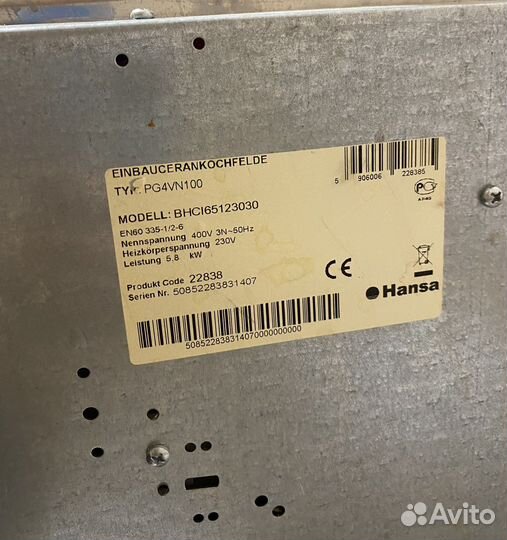 EINBAUCERANKOCHFELDE
TYP. PG4VN100
MODELL: BHCI65123030
EN60 335-1/2-6
Nennspannung 400V 3N~50Hz
Heizkörperspannung 230V
Leistung 5.8 kW
Produkt Code 22838
Serien Nr. 50852283831407
508522838314070000000000
5 906006 228385
CE
Hansa
Avito